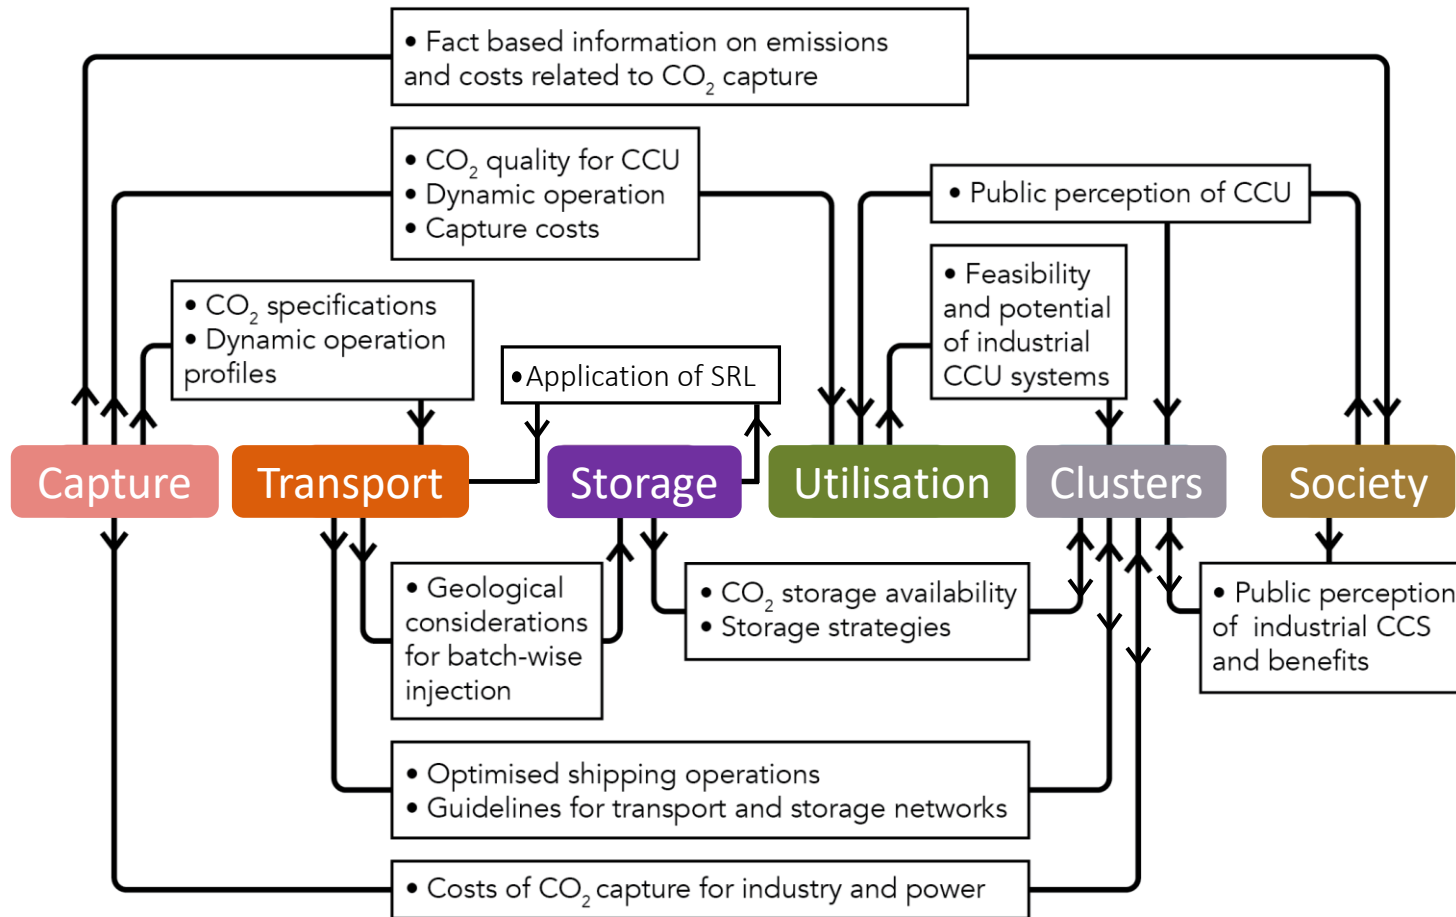 • Fact based information on emissions
and costs related to CO₂ capture
• CO₂ quality for CCU
• Dynamic operation
• Capture costs
• Public perception of CCU
• Feasibility
and potential
of industrial
CCU systems
• CO₂ specifications
• Dynamic operation
profiles
•Application of SRL
Capture
Transport
Storage
Utilisation
Clusters
Society
• Geological
considerations
for batch-wise
injection
• CO₂ storage availability
• Storage strategies
• Public perception
of industrial CCS
and benefits
• Optimised shipping operations
• Guidelines for transport and storage networks
• Costs of CO₂ capture for industry and power